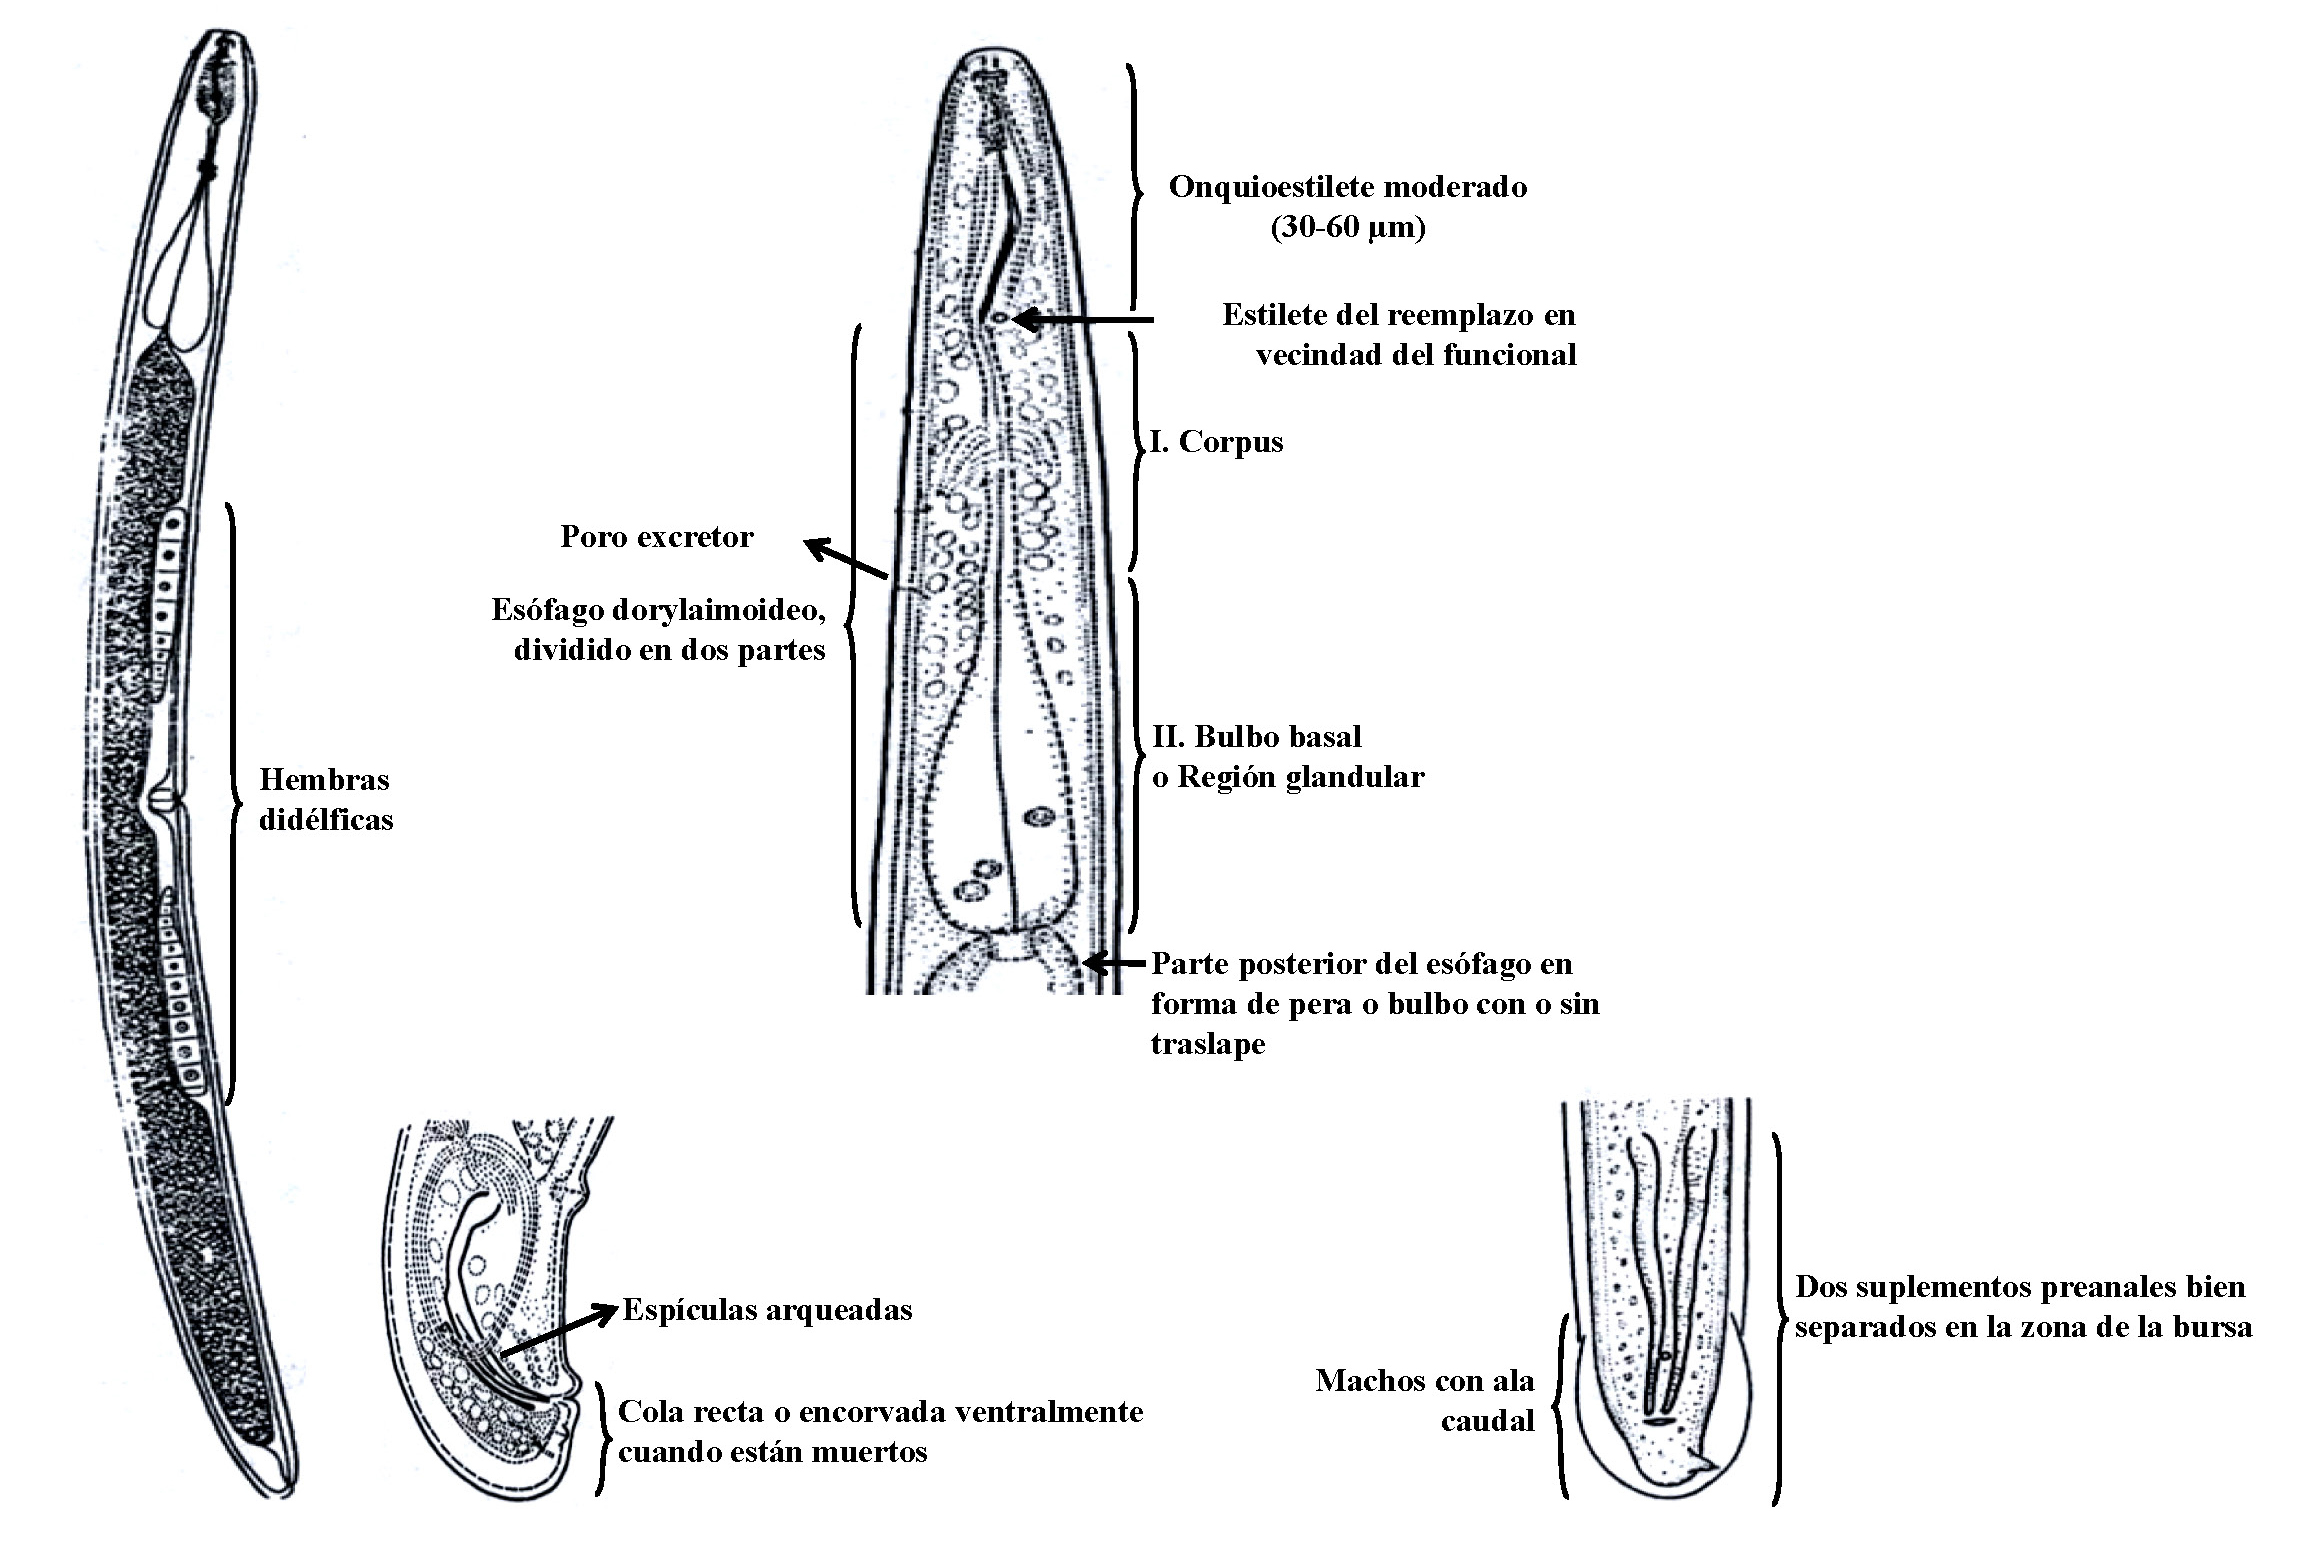 Onquioestilete moderado
(30-60 μm)
Estilete del reemplazo en
vecindad del funcional
I. Corpus
Poro excretor
Esófago dorylaimoideo,
dividido en dos partes
II. Bulbo basal
o Región glandular
Hembras
didélficas
Parte posterior del esófago en
forma de pera o bulbo con o sin
traslape
Espículas arqueadas
Cola recta o encorvada ventralmente
cuando están muertos
Machos con ala
caudal
Dos suplementos preanales bien
separados en la zona de la bursa